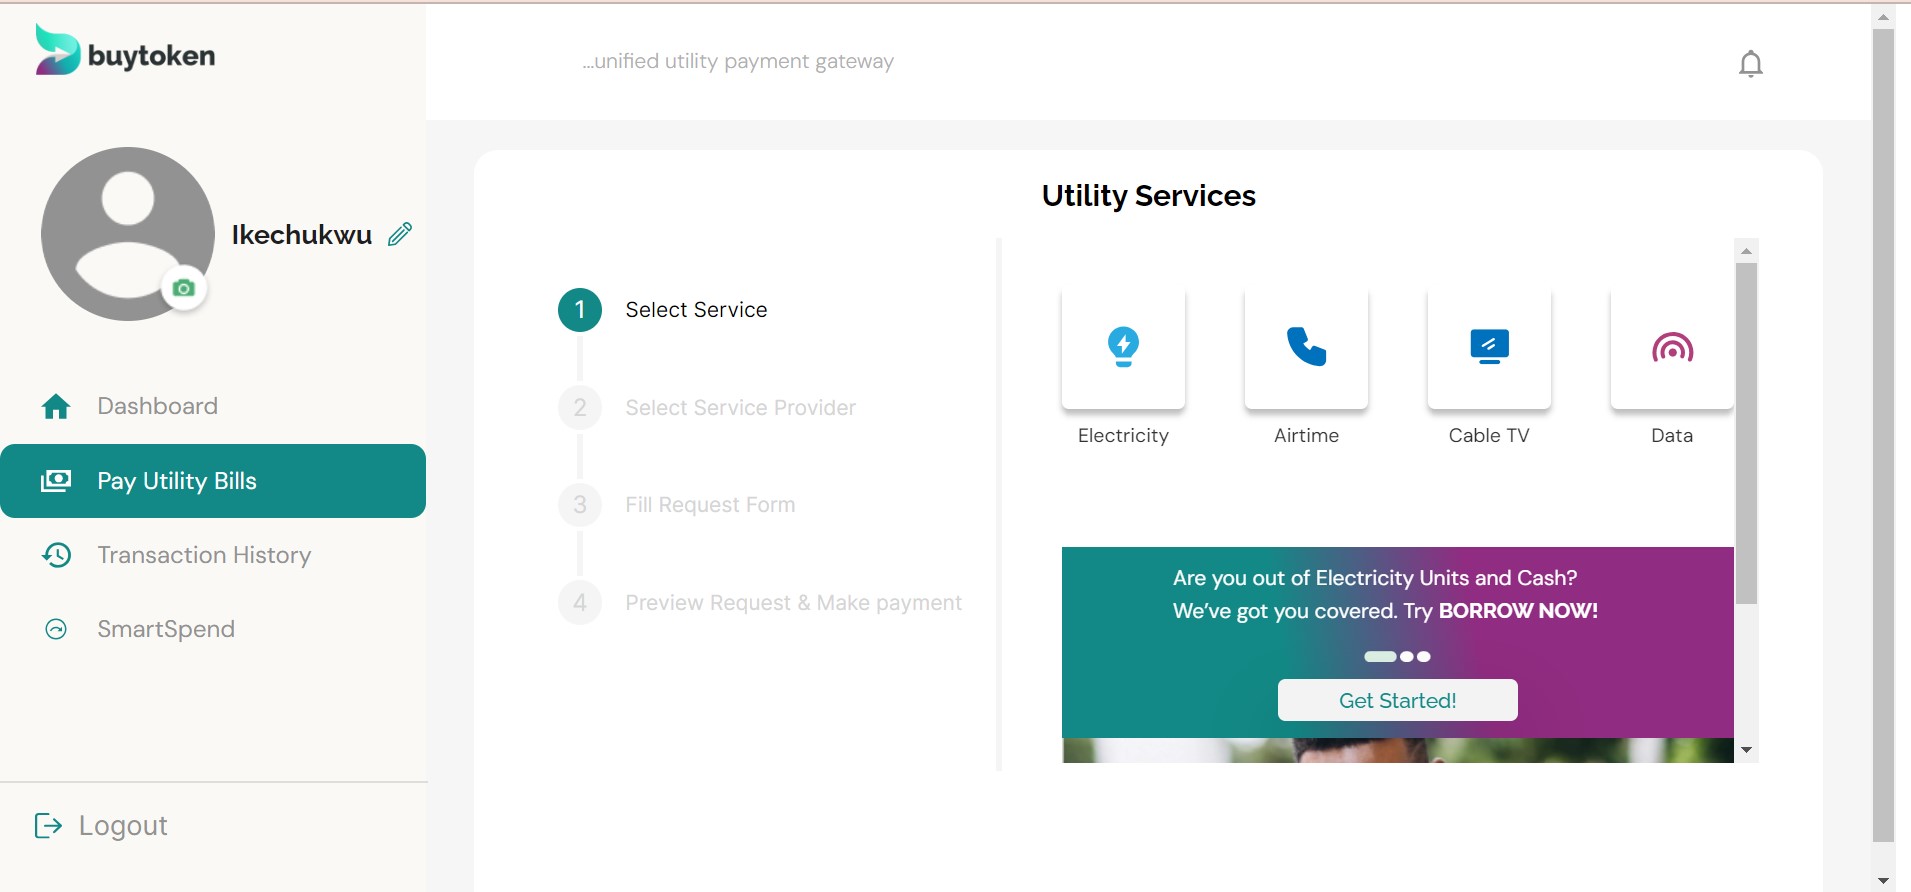 buytoken
...unified utility payment gateway
Ikechukwu
Dashboard
Pay Utility Bills
Transaction History
SmartSpend
Logout
1 Select Service
2 Select Service Provider
3 Fill Request Form
4 Preview Request & Make payment
Utility Services
Electricity
Airtime
Cable TV
Data
Are you out of Electricity Units and Cash?
We’ve got you covered. Try BORROW NOW!
Get Started!